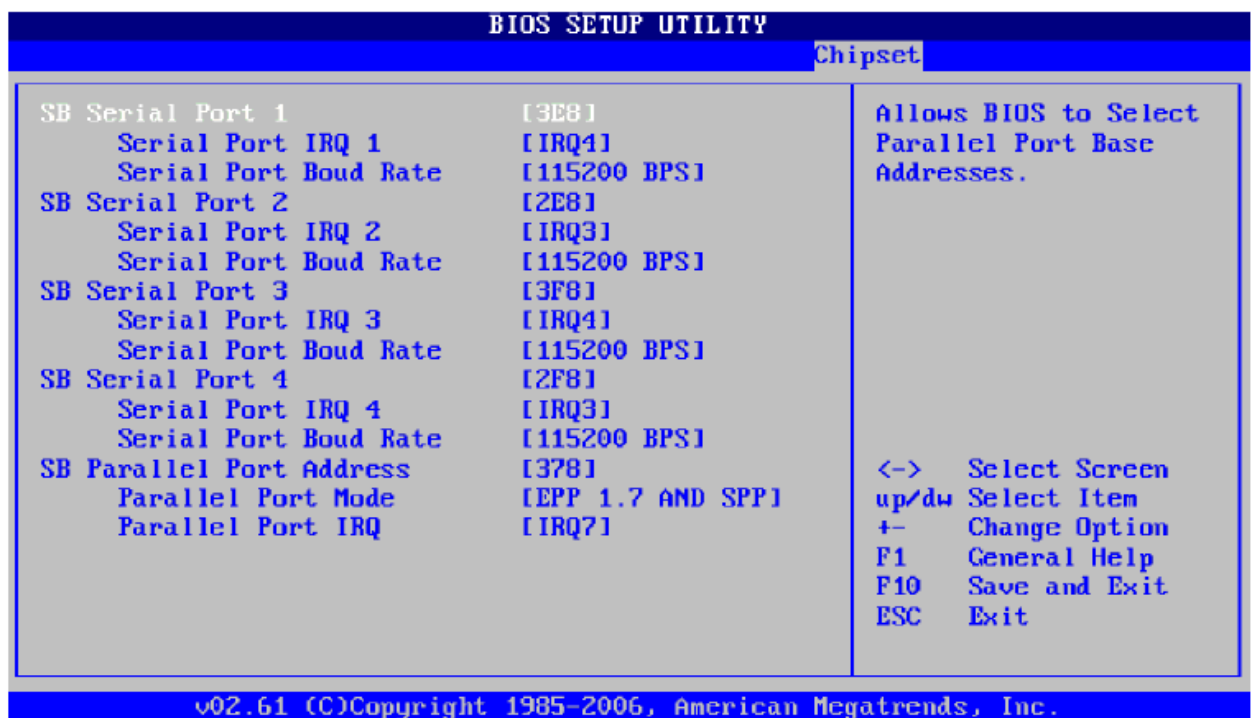 BIOS SETUP UTILITY
Chipset
SB Serial Port 1 [3E8]
Serial Port IRQ 1 [IRQ4]
Serial Port Boud Rate [115200 BPS]
SB Serial Port 2 [2E8]
Serial Port IRQ 2 [IRQ3]
Serial Port Boud Rate [115200 BPS]
SB Serial Port 3 [3F8]
Serial Port IRQ 3 [IRQ4]
Serial Port Boud Rate [115200 BPS]
SB Serial Port 4 [2F8]
Serial Port IRQ 4 [IRQ3]
Serial Port Boud Rate [115200 BPS]
SB Parallel Port Address [378]
Parallel Port Mode [EPP 1.7 AND SPP]
Parallel Port IRQ [IRQ7]
Allows BIOS to Select
Parallel Port Base
Addresses.
<-> Select Screen
up/dw Select Item
+- Change Option
F1 General Help
F10 Save and Exit
ESC Exit
v02.61 (C)Copyright 1985-2006, American Megatrends, Inc.